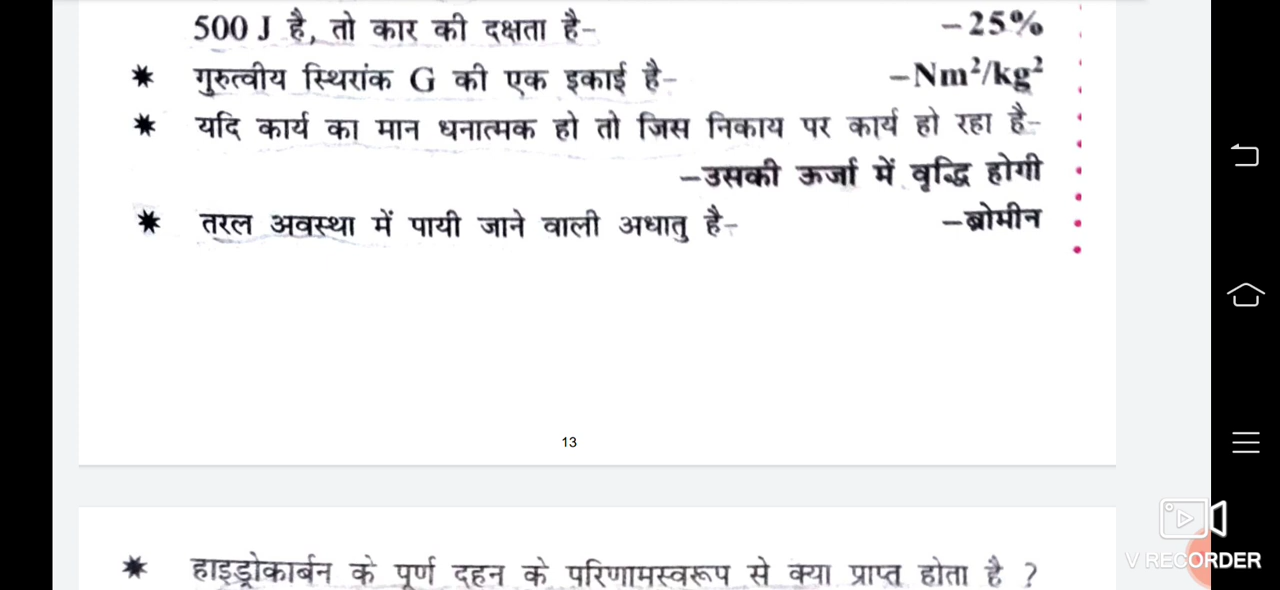 500 J है, तो कार की दक्षता है– –25%
* गुरुत्वीय स्थिरांक G की एक इकाई है– –Nm²/kg²
* यदि कार्य का मान धनात्मक हो तो जिस निकाय पर कार्य हो रहा है–
–उसकी ऊर्जा में वृद्धि होगी
* तरल अवस्था में पायी जाने वाली अधातु है– –ब्रोमीन
13
* हाइड्रोकार्बन के पूर्ण दहन के परिणामस्वरूप से क्या प्राप्त होता है ?
V RECORDER